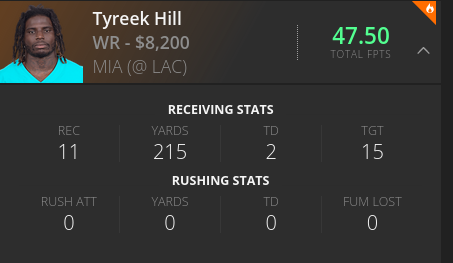 Tyreek Hill
WR - $8,200
MIA (@ LAC)
47.50
TOTAL FPTS
RECEIVING STATS
REC YARDS TD TGT
11 215 2 15
RUSHING STATS
RUSH ATT YARDS TD FUM LOST
0 0 0 0